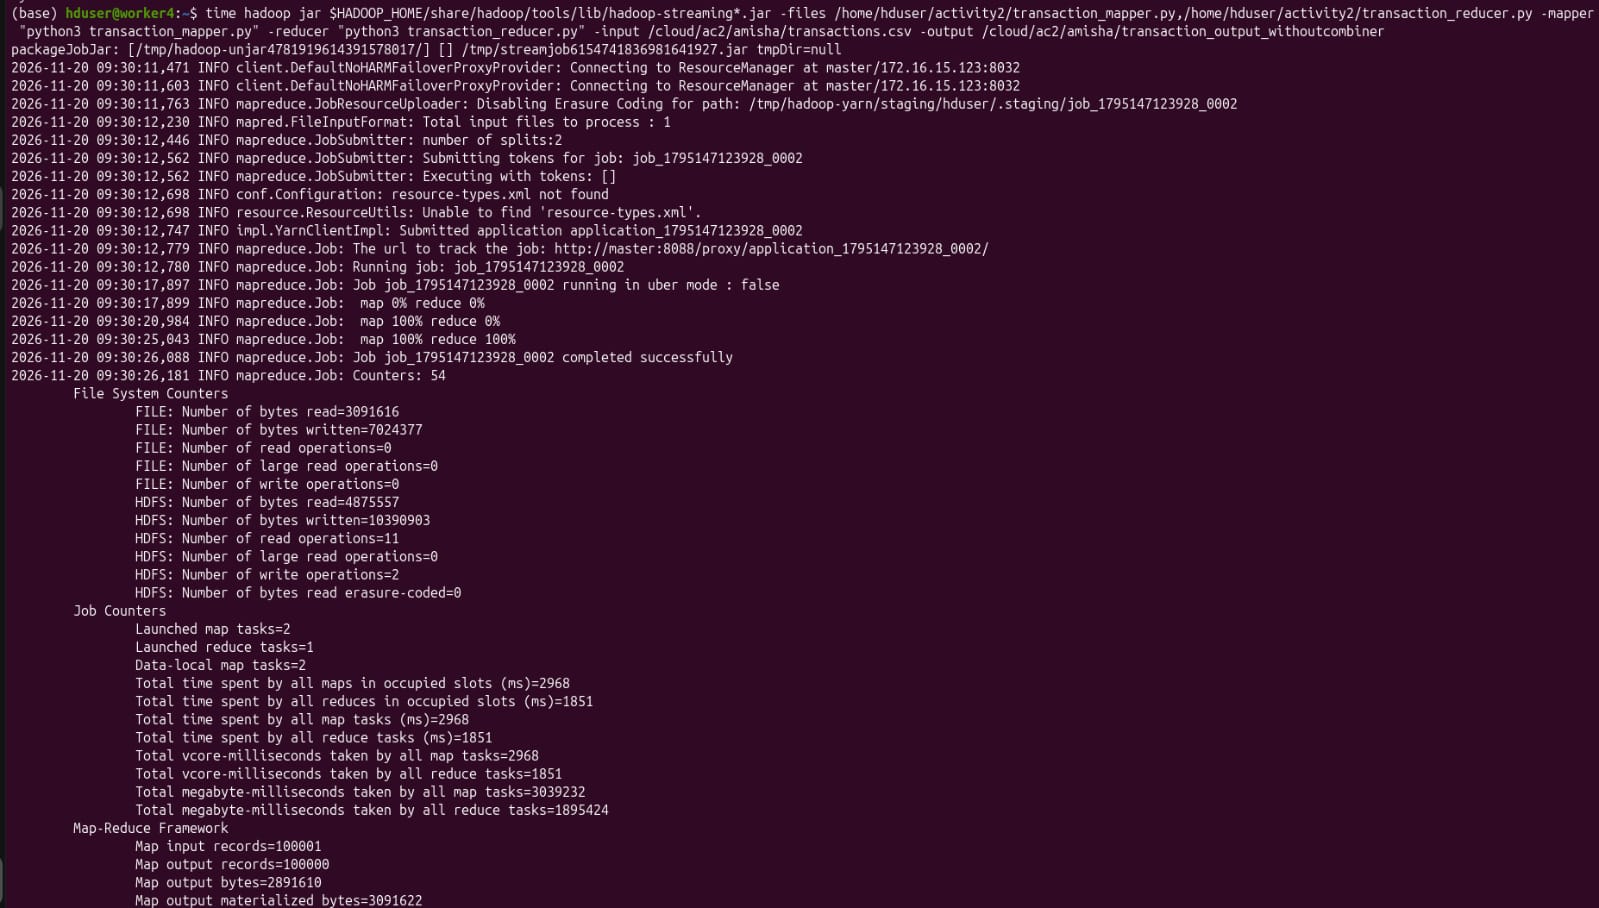 (base) hduser@worker4:~$ time hadoop jar $HADOOP_HOME/share/hadoop/tools/lib/hadoop-streaming*.jar -files /home/hduser/activity2/transaction_mapper.py,/home/hduser/activity2/transaction_reducer.py -mapper
"python3 transaction_mapper.py" -reducer "python3 transaction_reducer.py" -input /cloud/ac2/amisha/transactions.csv -output /cloud/ac2/amisha/transaction_output_withoutcombiner
packageJobJar: [/tmp/hadoop-unjar4781919614391578017/] [] /tmp/streamjob6154741836981641927.jar tmpDir=null
2026-11-20 09:30:11,471 INFO client.DefaultNoHARMFailoverProxyProvider: Connecting to ResourceManager at master/172.16.15.123:8032
2026-11-20 09:30:11,603 INFO client.DefaultNoHARMFailoverProxyProvider: Connecting to ResourceManager at master/172.16.15.123:8032
2026-11-20 09:30:11,763 INFO mapreduce.JobResourceUploader: Disabling Erasure Coding for path: /tmp/hadoop-yarn/staging/hduser/.staging/job_1795147123928_0002
2026-11-20 09:30:12,230 INFO mapred.FileInputFormat: Total input files to process : 1
2026-11-20 09:30:12,446 INFO mapreduce.JobSubmitter: number of splits:2
2026-11-20 09:30:12,562 INFO mapreduce.JobSubmitter: Submitting tokens for job: job_1795147123928_0002
2026-11-20 09:30:12,562 INFO mapreduce.JobSubmitter: Executing with tokens: []
2026-11-20 09:30:12,698 INFO conf.Configuration: resource-types.xml not found
2026-11-20 09:30:12,698 INFO resource.ResourceUtils: Unable to find 'resource-types.xml'.
2026-11-20 09:30:12,747 INFO impl.YarnClientImpl: Submitted application application_1795147123928_0002
2026-11-20 09:30:12,779 INFO mapreduce.Job: The url to track the job: http://master:8088/proxy/application_1795147123928_0002/
2026-11-20 09:30:12,780 INFO mapreduce.Job: Running job: job_1795147123928_0002
2026-11-20 09:30:17,897 INFO mapreduce.Job: Job job_1795147123928_0002 running in uber mode : false
2026-11-20 09:30:17,899 INFO mapreduce.Job:  map 0% reduce 0%
2026-11-20 09:30:20,984 INFO mapreduce.Job:  map 100% reduce 0%
2026-11-20 09:30:25,043 INFO mapreduce.Job:  map 100% reduce 100%
2026-11-20 09:30:26,088 INFO mapreduce.Job: Job job_1795147123928_0002 completed successfully
2026-11-20 09:30:26,181 INFO mapreduce.Job: Counters: 54
File System Counters
FILE: Number of bytes read=3091616
FILE: Number of bytes written=7024377
FILE: Number of read operations=0
FILE: Number of large read operations=0
FILE: Number of write operations=0
HDFS: Number of bytes read=4875557
HDFS: Number of bytes written=10390903
HDFS: Number of read operations=11
HDFS: Number of large read operations=0
HDFS: Number of write operations=2
HDFS: Number of bytes read erasure-coded=0
Job Counters
Launched map tasks=2
Launched reduce tasks=1
Data-local map tasks=2
Total time spent by all maps in occupied slots (ms)=2968
Total time spent by all reduces in occupied slots (ms)=1851
Total time spent by all map tasks (ms)=2968
Total time spent by all reduce tasks (ms)=1851
Total vcore-milliseconds taken by all map tasks=2968
Total vcore-milliseconds taken by all reduce tasks=1851
Total megabyte-milliseconds taken by all map tasks=3039232
Total megabyte-milliseconds taken by all reduce tasks=1895424
Map-Reduce Framework
Map input records=100001
Map output records=100000
Map output bytes=2891610
Map output materialized bytes=3091622